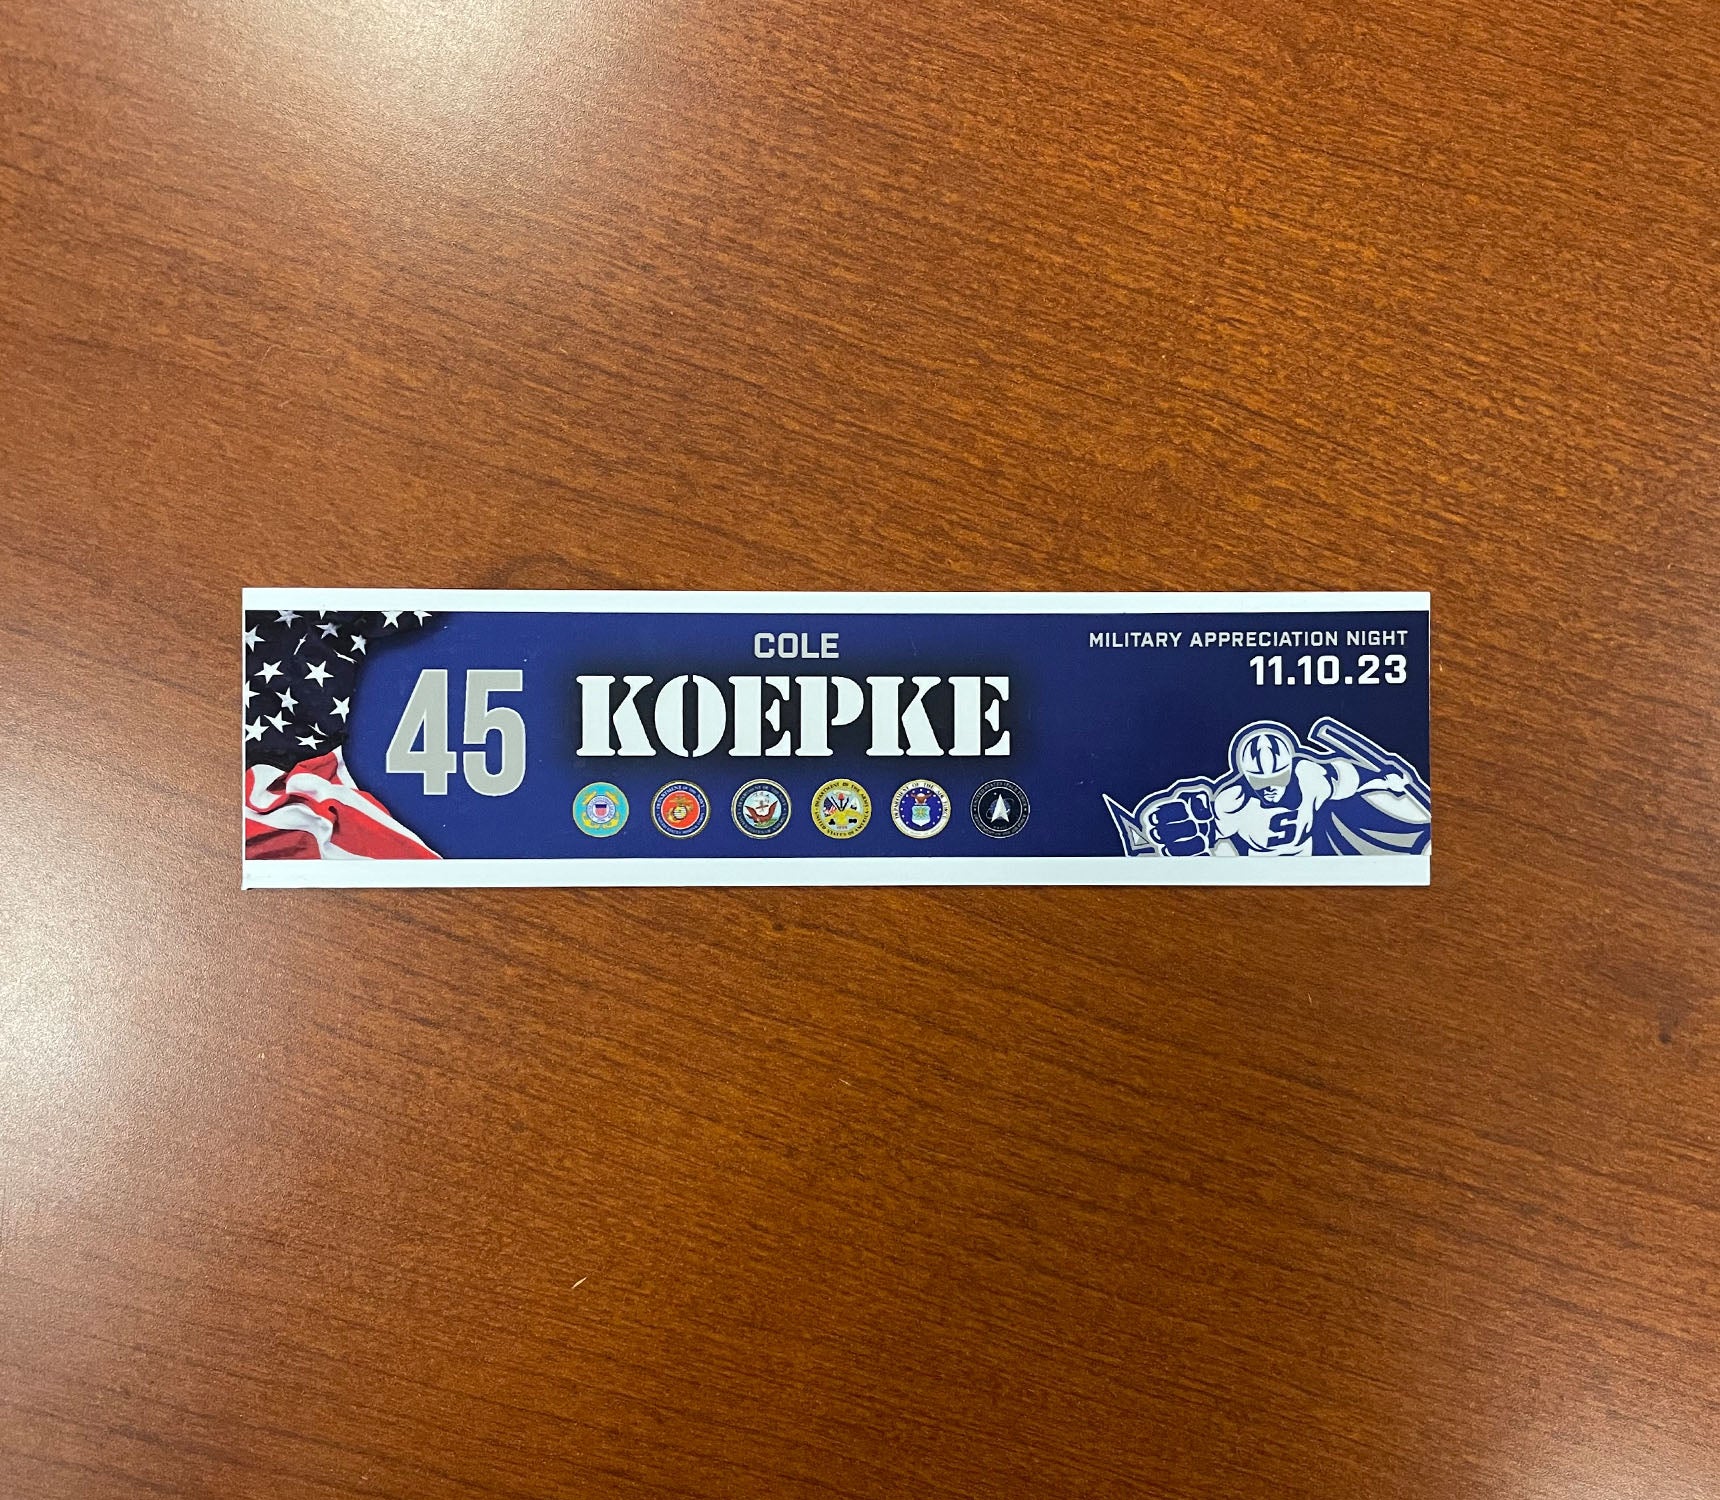 45
COLE
KOEPKE
MILITARY APPRECIATION NIGHT
11.10.23
S